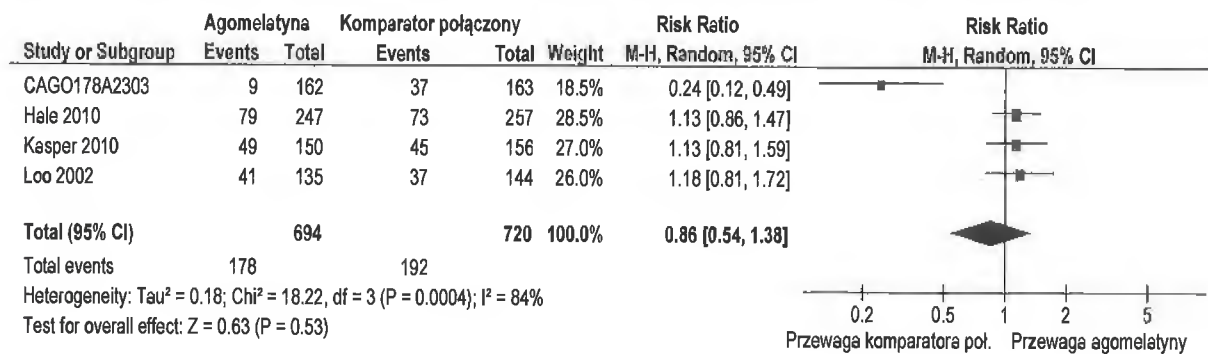 Agomelatyna Komparator połączony Risk Ratio Risk Ratio
Study or Subgroup Events Total Events Total Weight M-H, Random, 95% CI M-H, Random, 95% CI
CAGO178A2303 9 162 37 163 18.5% 0.24 [0.12, 0.49]
Hale 2010 79 247 73 257 28.5% 1.13 [0.86, 1.47]
Kasper 2010 49 150 45 156 27.0% 1.13 [0.81, 1.59]
Loo 2002 41 135 37 144 26.0% 1.18 [0.81, 1.72]
Total (95% CI) 694 720 100.0% 0.86 [0.54, 1.38]
Total events 178 192
Heterogeneity: Tau² = 0.18; Chi² = 18.22, df = 3 (P = 0.0004); I² = 84%
Test for overall effect: Z = 0.63 (P = 0.53)
0.2 0.5 1 2 5
Przewaga komparatora poł. Przewaga agomelatyny